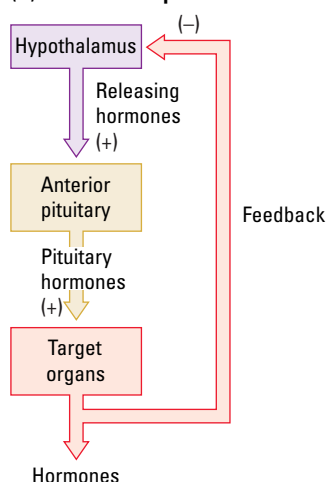 (–)
Hypothalamus
Releasing
hormones
(+)
Anterior
pituitary
Feedback
Pituitary
hormones
(+)
Target
organs
Hormones